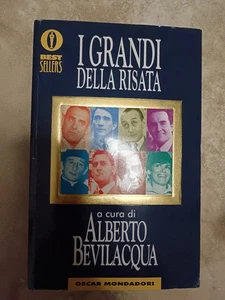 BEST
SELLERS
I GRANDI
DELLA RISATA
a cura di
ALBERTO
BEVILACQUA
OSCAR MONDADORI